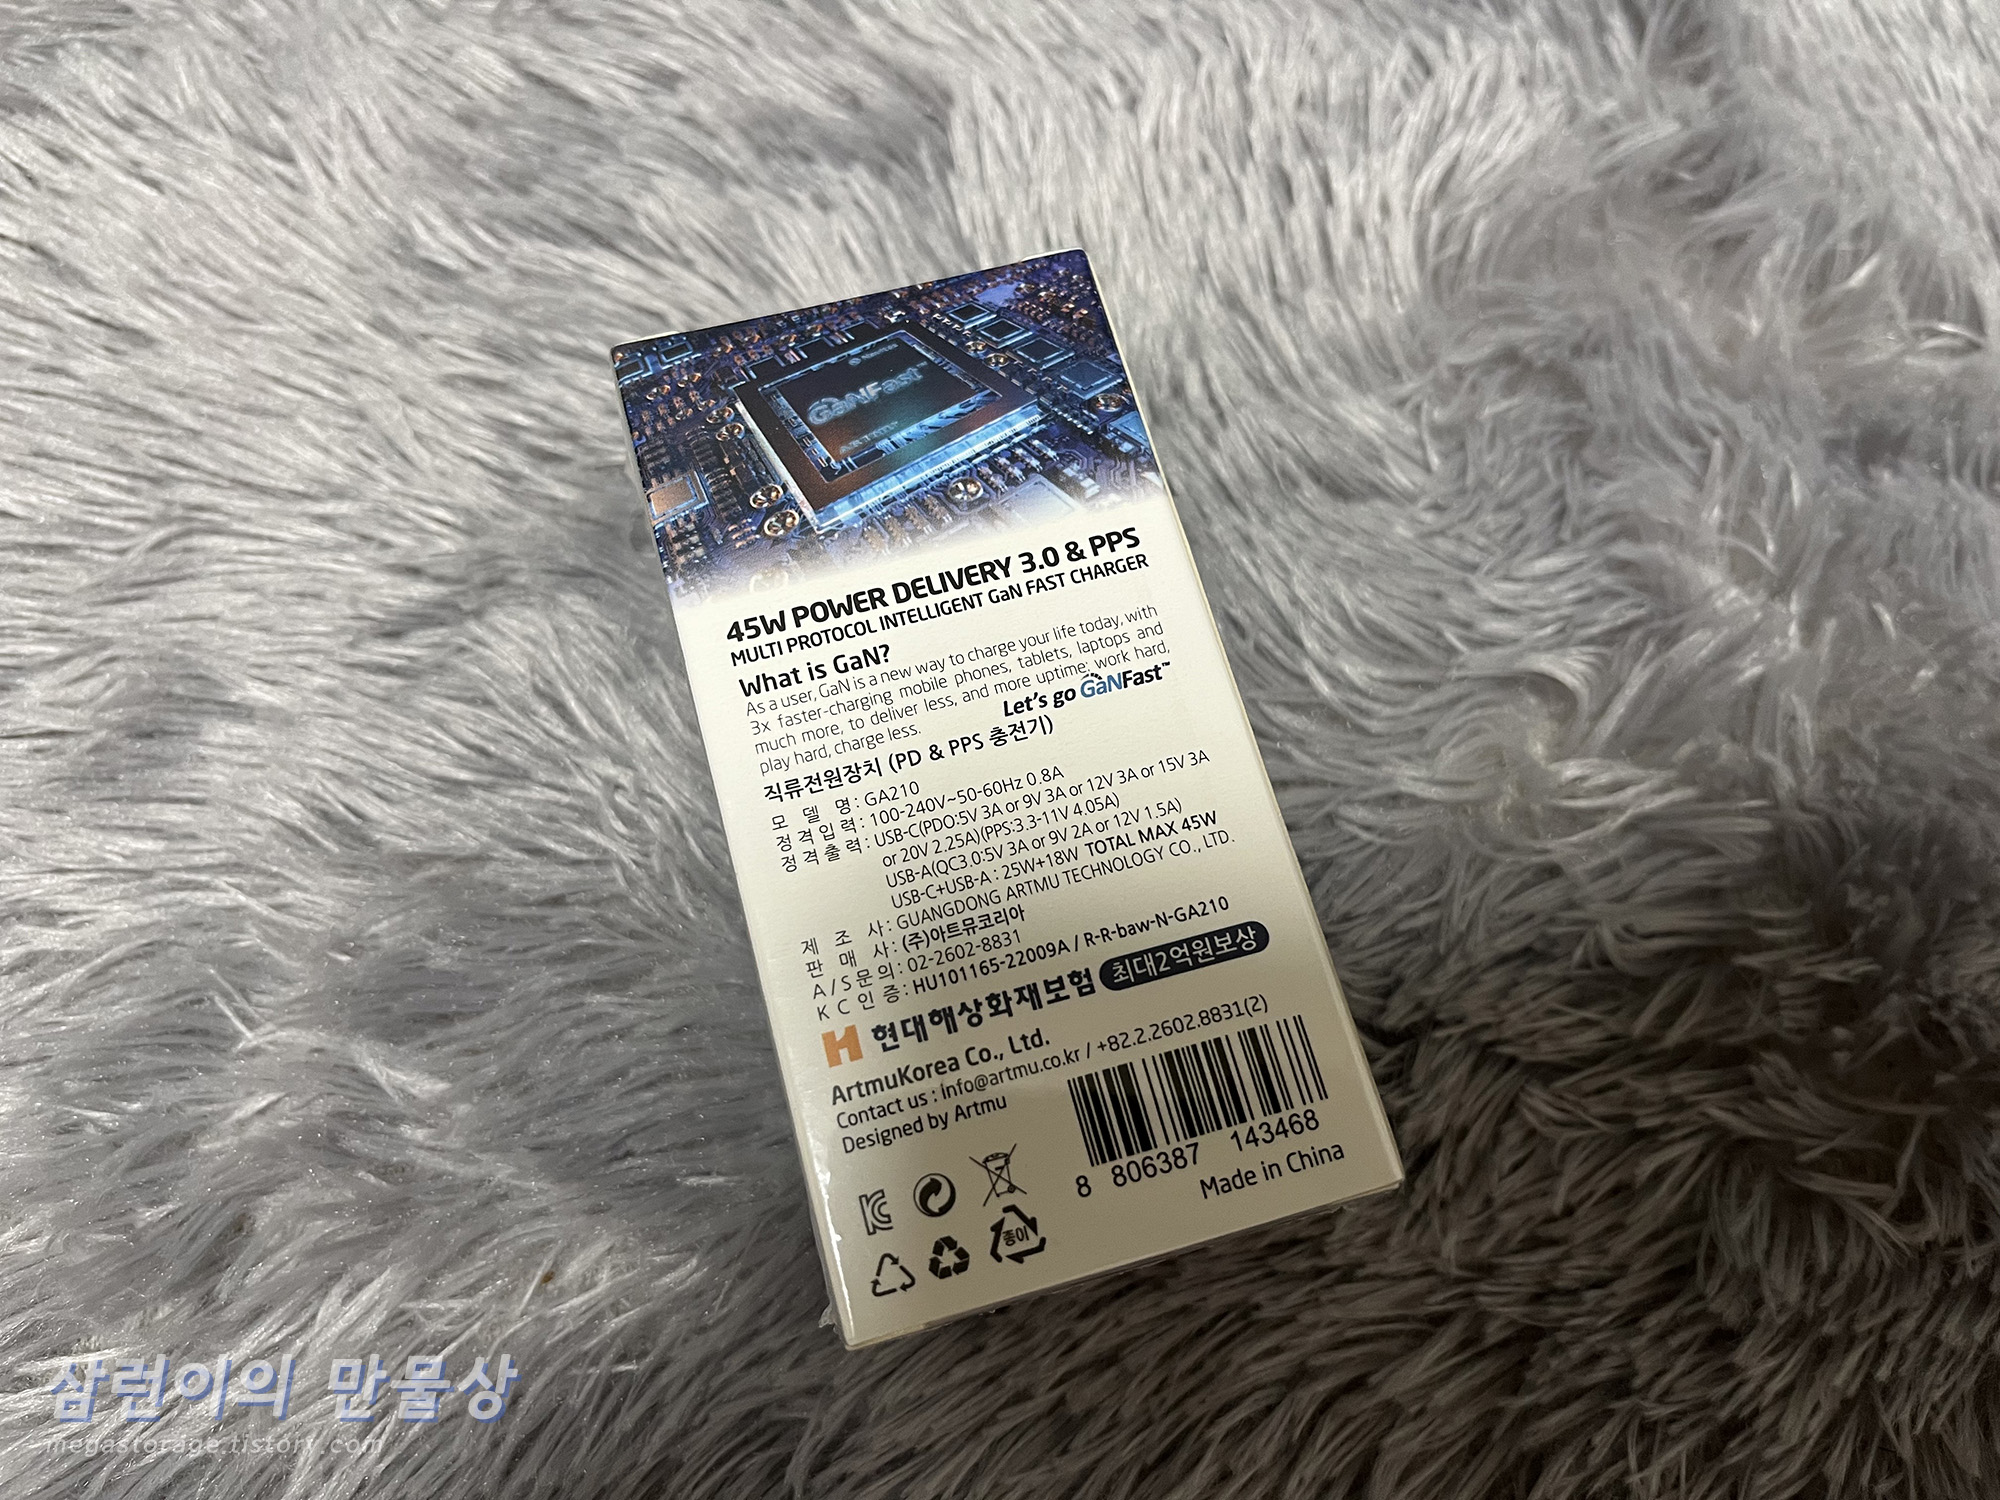 GaNFast™
45W POWER DELIVERY 3.0 & PPS
MULTI PROTOCOL INTELLIGENT GaN FAST CHARGER
What is GaN?
As a user, GaN is a new way to charge your life today, with
3x faster-charging mobile phones, tablets, laptops and
much more, to deliver less, and more uptime: work hard,
play hard, charge less.
Let's go GaNFast™
직류전원장치 (PD & PPS 충전기)
모 델 명 : GA210
정격입력 : 100-240V~50-60Hz 0.8A
정격출력 : USB-C(PDO:5V 3A or 9V 3A or 12V 3A or 15V 3A
or 20V 2.25A)(PPS:3.3-11V 4.05A)
USB-A(QC3.0:5V 3A or 9V 2A or 12V 1.5A)
USB-C+USB-A : 25W+18W TOTAL MAX 45W
제 조 사 : GUANGDONG ARTMU TECHNOLOGY CO., LTD.
판 매 사 : (주)아트뮤코리아
A/S문의 : 02-2602-8831
KC인증 : HU101165-22009A / R-R-baw-N-GA210
현대해상화재보험 최대2억원보상
ArtmuKorea Co., Ltd.
Contact us : info@artmu.co.kr / +82.2.2602.8831(2)
Designed by Artmu
8 806387 143468
Made in China
종이
삼련이의 만물상
megastorage.tistory.com